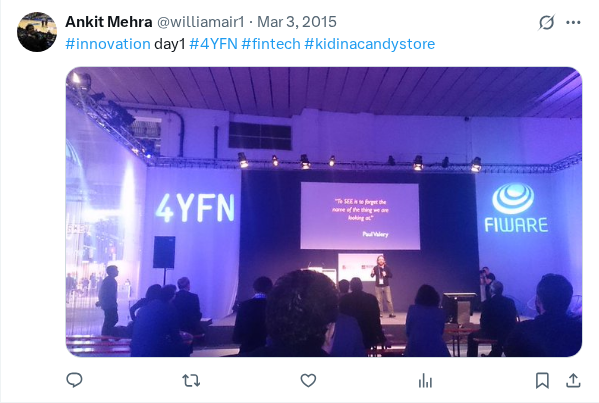 Ankit Mehra @williamair1 · Mar 3, 2015
#innovation day1 #4YFN #fintech #kidinacandystore
4YFN
"To SEE is to forget the
name of the thing we are
looking at."
Paul Valery
FIWARE